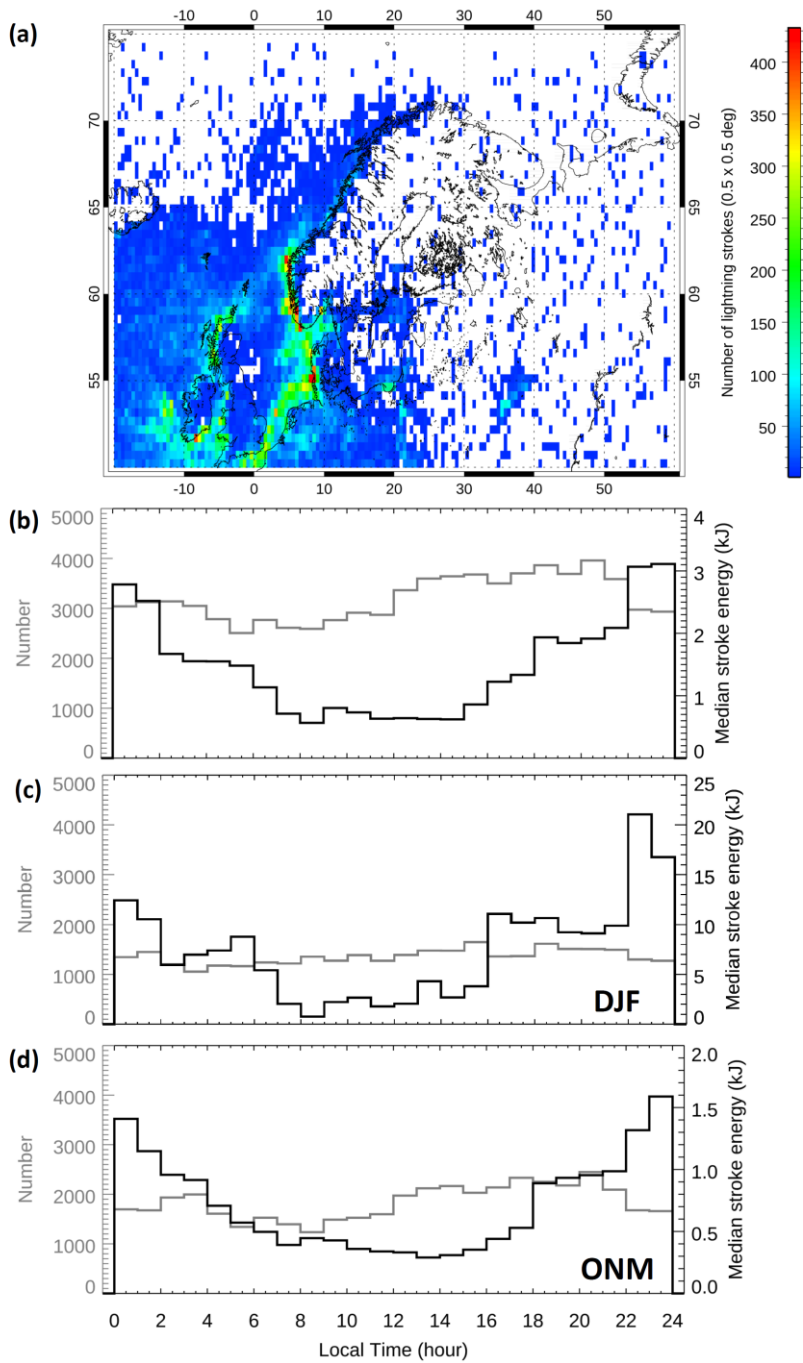 (a)
-10 0 10 20 30 40 50
70
65
60
55
70
65
60
55
-10 0 10 20 30 40 50
400
350
300
250
200
150
100
50
Number of lightning strokes (0.5 x 0.5 deg)
(b)
5000
4000
3000
2000
1000
0
Number
4
3
2
1
0
Median stroke energy (kJ)
(c)
5000
4000
3000
2000
1000
0
Number
25
20
15
10
5
0
Median stroke energy (kJ)
DJF
(d)
5000
4000
3000
2000
1000
0
Number
2.0
1.5
1.0
0.5
0.0
Median stroke energy (kJ)
ONM
0 2 4 6 8 10 12 14 16 18 20 22 24
Local Time (hour)